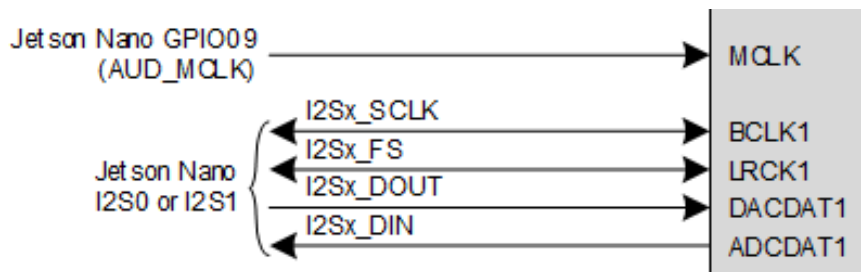 Jetson Nano GPIO09
(AUD_MCLK)
MCLK
I2Sx_SCLK
BCLK1
I2Sx_FS
LRCK1
Jetson Nano
I2S0 or I2S1
I2Sx_DOUT
DACDAT1
I2Sx_DIN
ADCDAT1